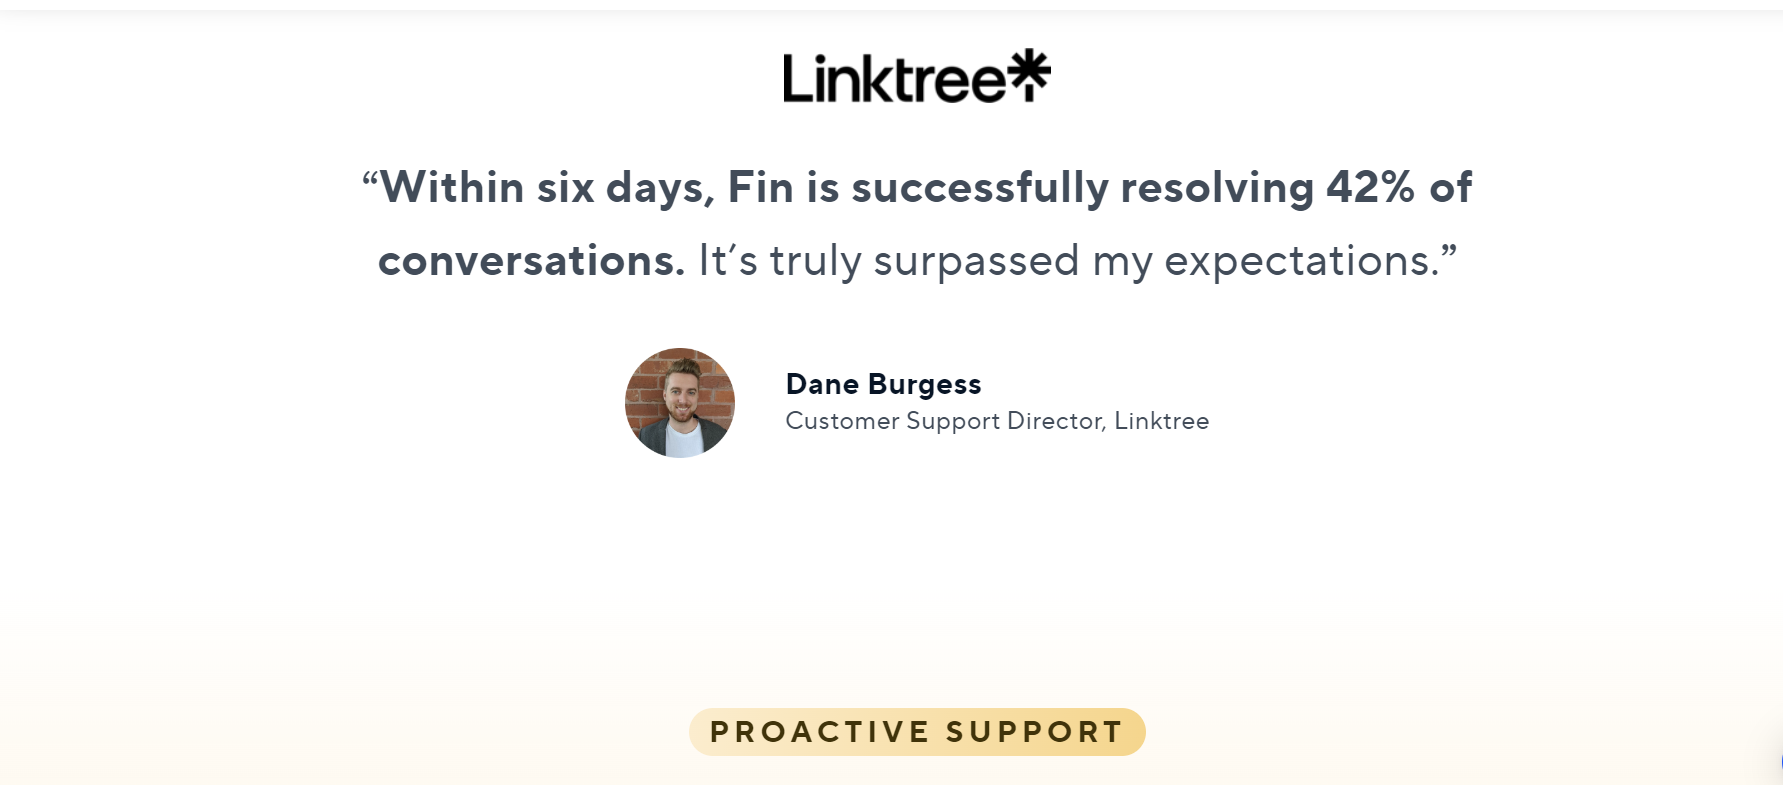 Linktree
“Within six days, Fin is successfully resolving 42% of
conversations. It’s truly surpassed my expectations.”
Dane Burgess
Customer Support Director, Linktree
PROACTIVE SUPPORT